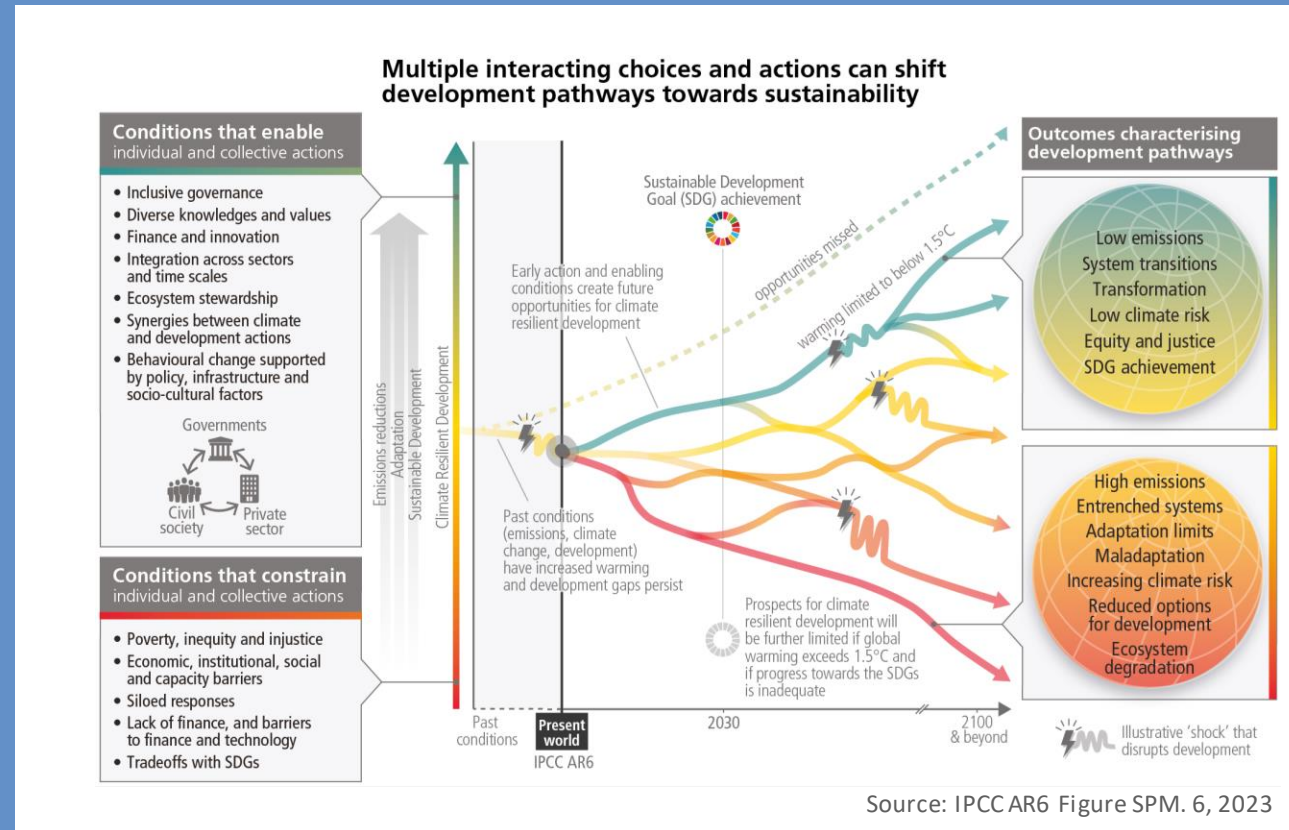 Multiple interacting choices and actions can shift
development pathways towards sustainability
Conditions that enable
individual and collective actions
• Inclusive governance
• Diverse knowledges and values
• Finance and innovation
• Integration across sectors
and time scales
• Ecosystem stewardship
• Synergies between climate
and development actions
• Behavioural change supported
by policy, infrastructure and
socio-cultural factors
Governments
Civil
society
Private
sector
Conditions that constrain
individual and collective actions
• Poverty, inequity and injustice
• Economic, institutional, social
and capacity barriers
• Siloed responses
• Lack of finance, and barriers
to finance and technology
• Tradeoffs with SDGs
Emissions reductions
Adaptation
Sustainable Development
Climate Resilient Development
Early action and enabling
conditions create future
opportunities for climate
resilient development
Sustainable Development
Goal (SDG) achievement
opportunities missed
warming limited to below 1.5°C
Past conditions
(emissions, climate
change, development)
have increased warming
and development gaps persist
Prospects for climate
resilient development will
be further limited if global
warming exceeds 1.5°C and
if progress towards the SDGs
is inadequate
Past
conditions
Present
world
IPCC AR6
2030
2100
& beyond
Outcomes characterising
development pathways
Low emissions
System transitions
Transformation
Low climate risk
Equity and justice
SDG achievement
High emissions
Entrenched systems
Adaptation limits
Maladaptation
Increasing climate risk
Reduced options
for development
Ecosystem
degradation
Illustrative ‘shock’ that
disrupts development
Source: IPCC AR6 Figure SPM. 6, 2023